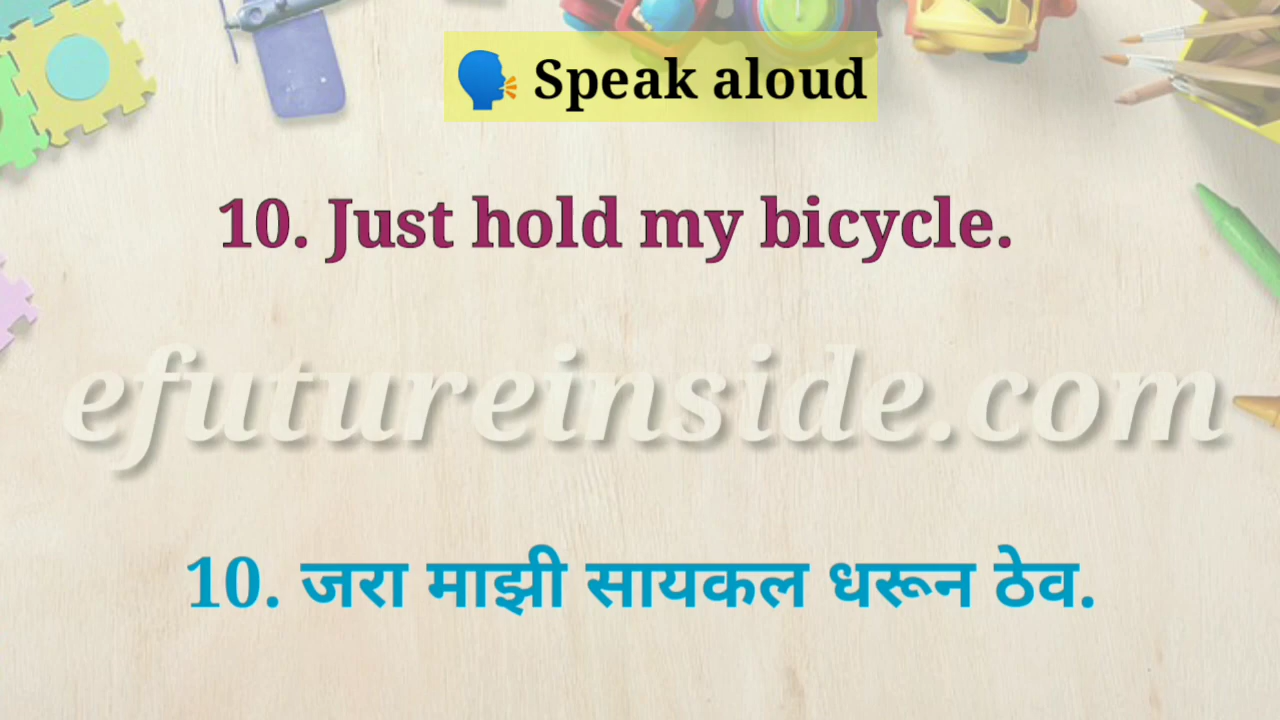 🗣️ Speak aloud
10. Just hold my bicycle.
efutureinside.com
10. जरा माझी सायकल धरून ठेव.